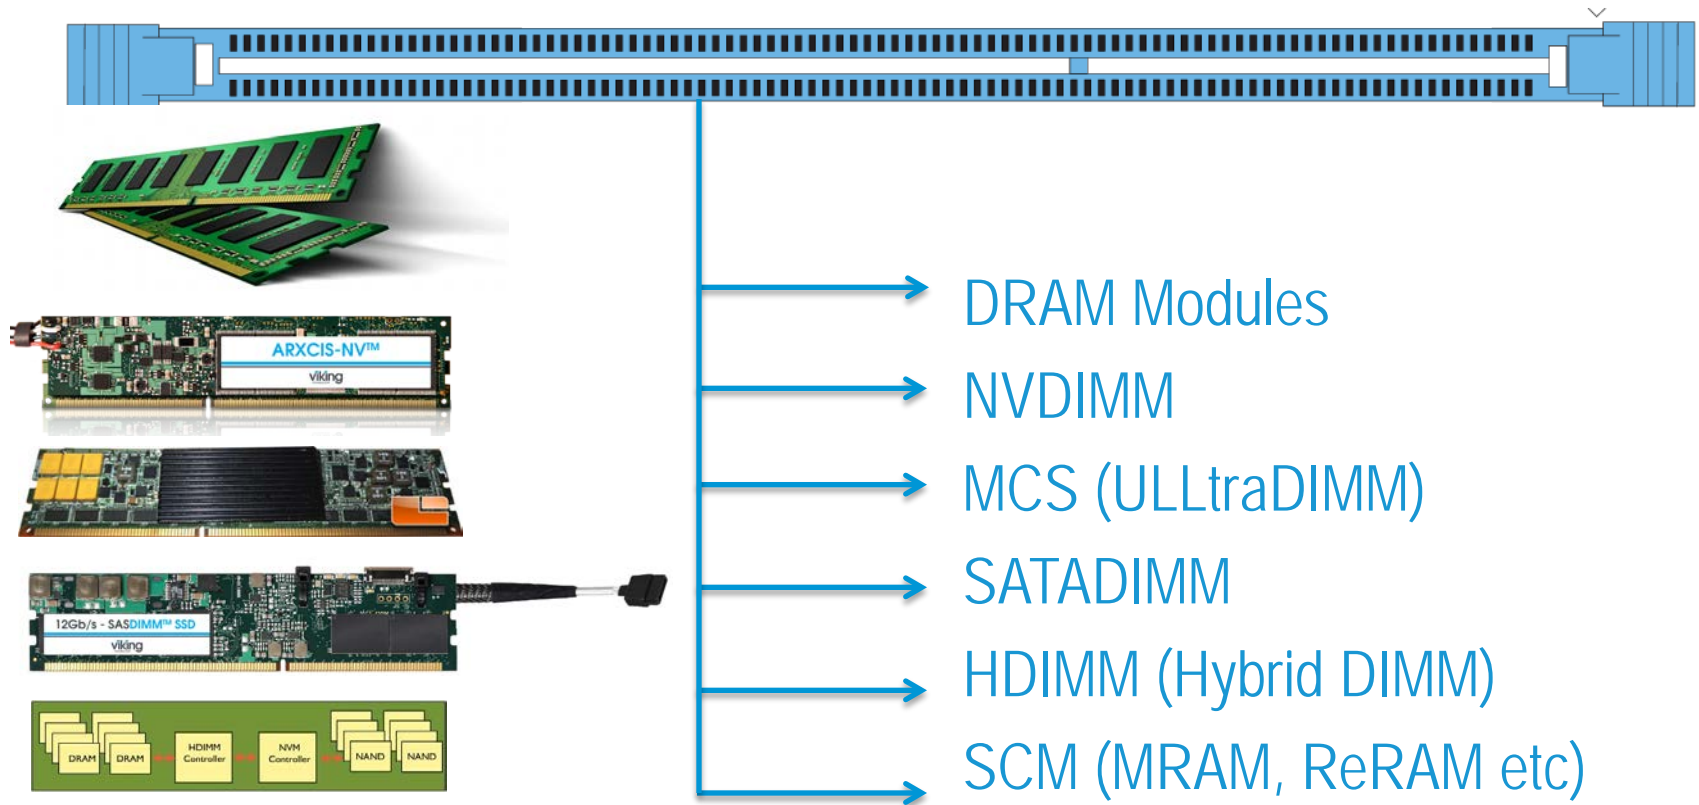 ARXCIS-NV™
viking
12Gb/s - SASDIMM™ SSD
viking
DRAM
DRAM
HDIMM
Controller
NVM
Controller
NAND
NAND
DRAM Modules
NVDIMM
MCS (ULLtraDIMM)
SATADIMM
HDIMM (Hybrid DIMM)
SCM (MRAM, ReRAM etc)